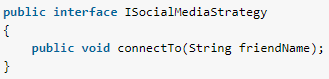 public interface ISocialMediaStrategy
{
    public void connectTo(String friendName);
}